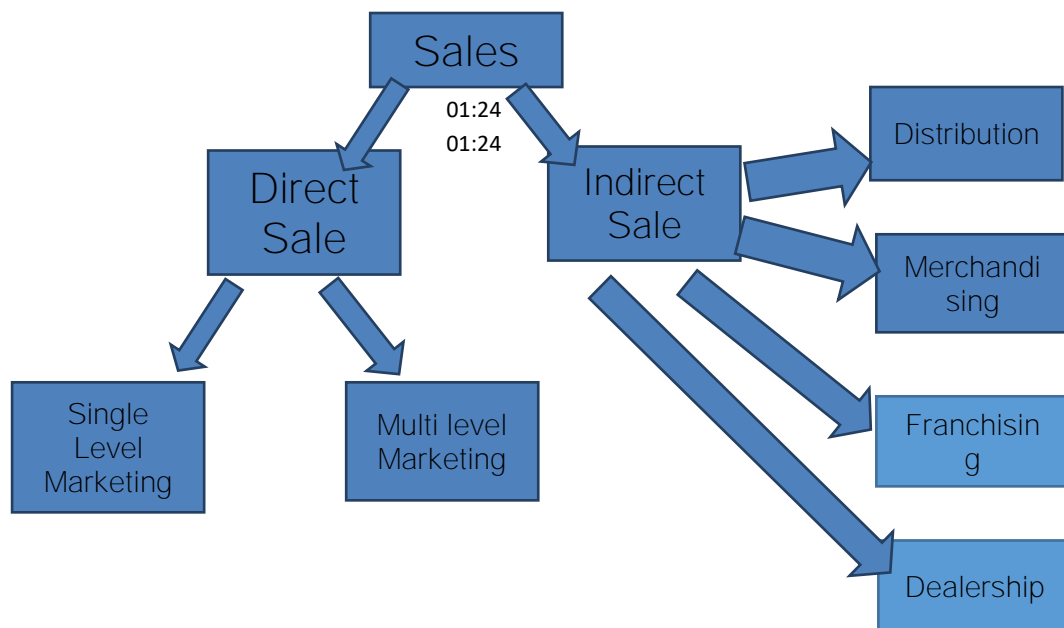 Sales
01:24
01:24
Direct
Sale
Indirect
Sale
Distribution
Merchandi
sing
Single
Level
Marketing
Multi level
Marketing
Franchisin
g
Dealership